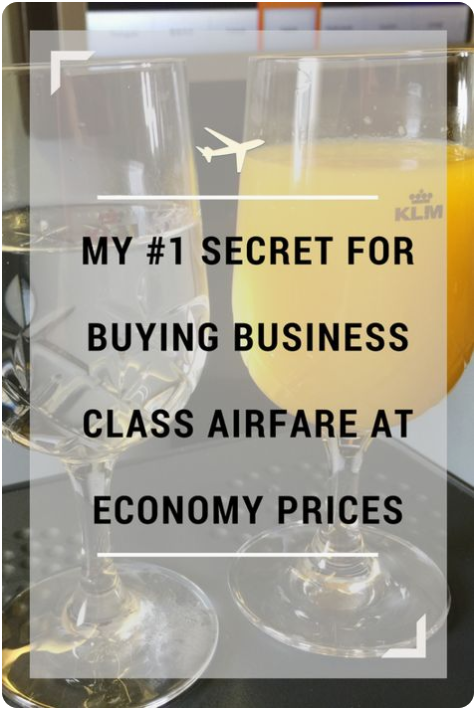 KLM
MY #1 SECRET FOR
BUYING BUSINESS
CLASS AIRFARE AT
ECONOMY PRICES